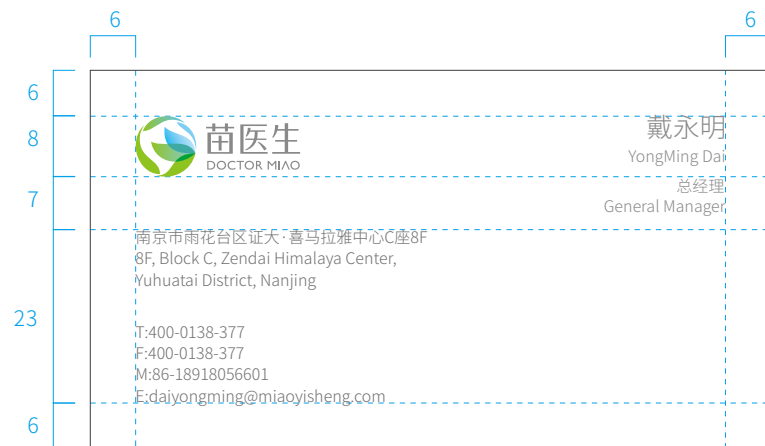 6
6
6
8
7
23
6
苗医生
DOCTOR MIAO
戴永明
YongMing Dai
总经理
General Manager
南京市雨花台区证大·喜马拉雅中心C座8F
8F, Block C, Zendai Himalaya Center,
Yuhuatai District, Nanjing
T:400-0138-377
F:400-0138-377
M:86-18918056601
E:daiyongming@miaoyisheng.com